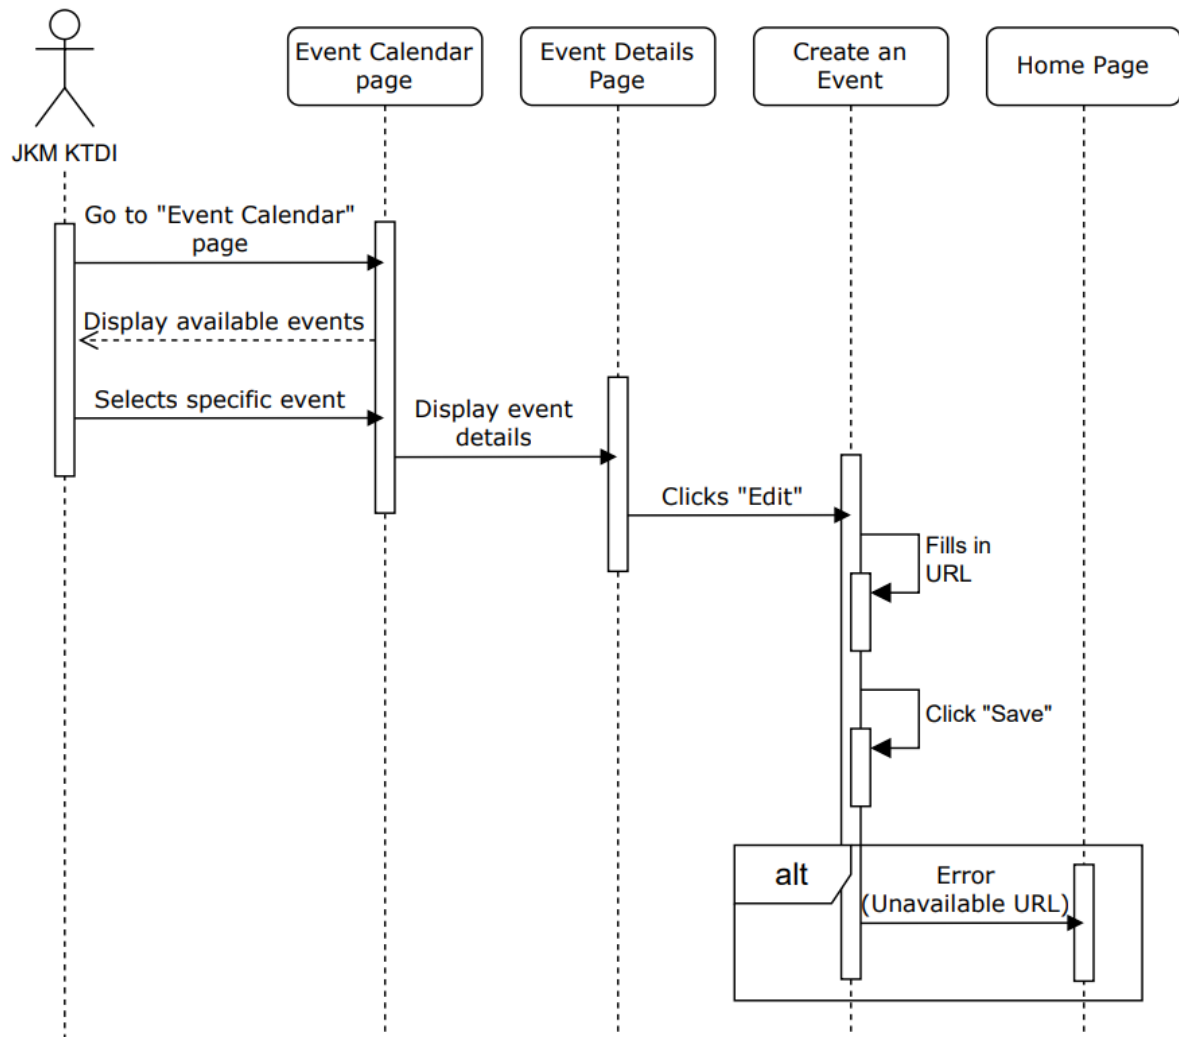 Event Calendar
page
Event Details
Page
Create an
Event
Home Page
JKM KTDI
Go to "Event Calendar"
page
Display available events
Selects specific event
Display event
details
Clicks "Edit"
Fills in
URL
Click "Save"
alt
Error
(Unavailable URL)